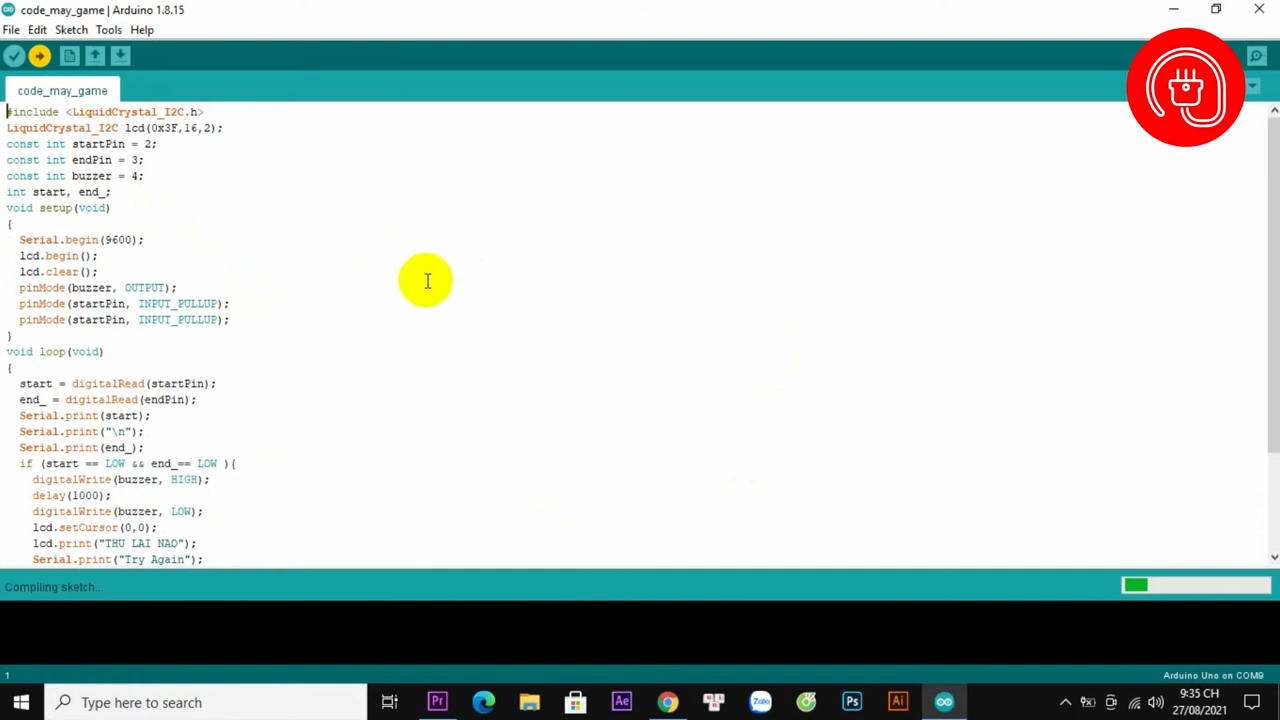 code_may_game | Arduino 1.8.15
File Edit Sketch Tools Help
code_may_game
#include <LiquidCrystal_I2C.h>
LiquidCrystal_I2C lcd(0x3F,16,2);
const int startPin = 2;
const int endPin = 3;
const int buzzer = 4;
int start, end_;
void setup(void)
{
Serial.begin(9600);
lcd.begin();
lcd.clear();
pinMode(buzzer, OUTPUT);
pinMode(startPin, INPUT_PULLUP);
pinMode(startPin, INPUT_PULLUP);
}
void loop(void)
{
start = digitalRead(startPin);
end_ = digitalRead(endPin);
Serial.print(start);
Serial.print("\n");
Serial.print(end_);
if (start == LOW && end_== LOW ){
digitalWrite(buzzer, HIGH);
delay(1000);
digitalWrite(buzzer, LOW);
lcd.setCursor(0,0);
lcd.print("THU LAI NAO");
Serial.print("Try Again");
Compiling sketch...
1
Arduino Uno on COM9
Type here to search
Pr
Ae
Zalo
Ps
Ai
9:35 CH
27/08/2021